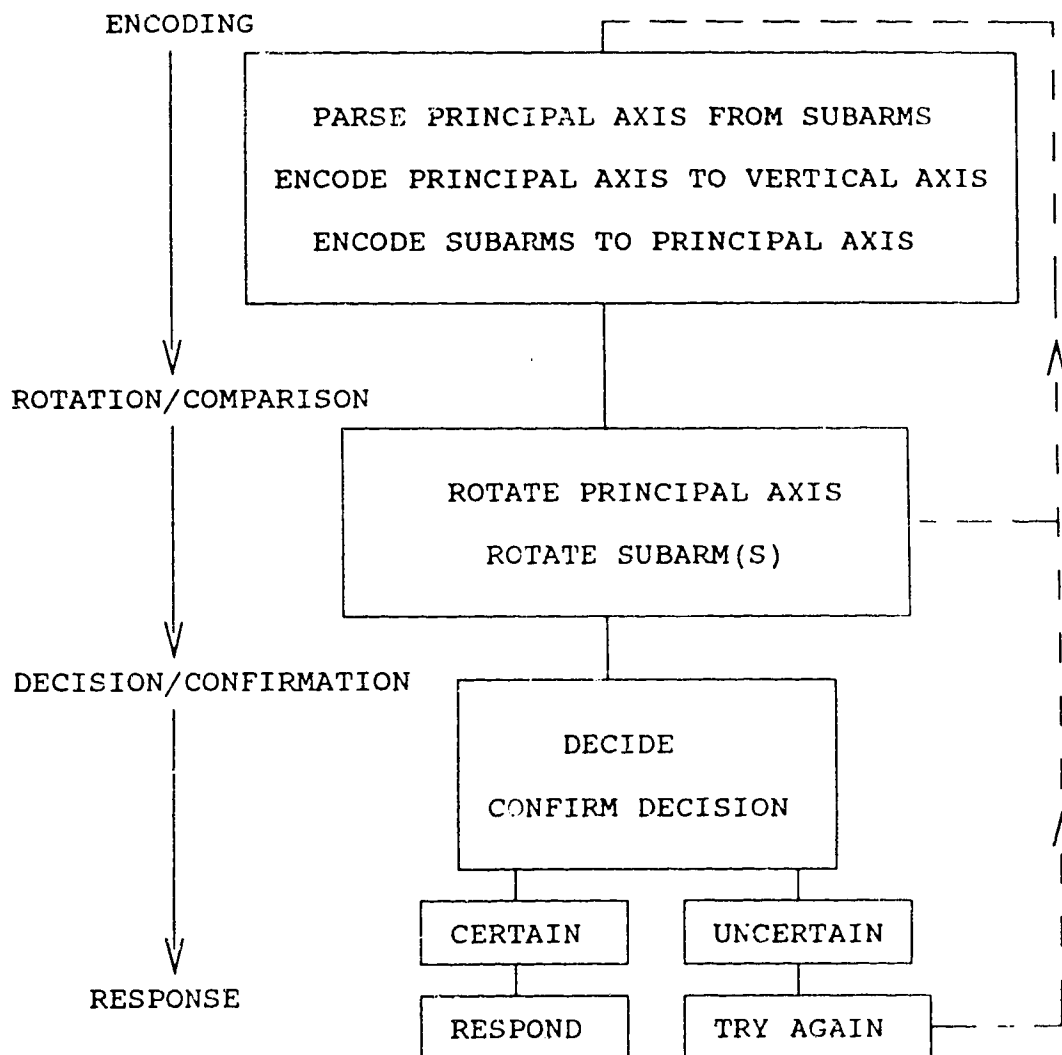 ENCODING
PARSE PRINCIPAL AXIS FROM SUBARMS
ENCODE PRINCIPAL AXIS TO VERTICAL AXIS
ENCODE SUBARMS TO PRINCIPAL AXIS
ROTATION/COMPARISON
ROTATE PRINCIPAL AXIS
ROTATE SUBARM(S)
DECISION/CONFIRMATION
DECIDE
CONFIRM DECISION
CERTAIN
UNCERTAIN
RESPONSE
RESPOND
TRY AGAIN